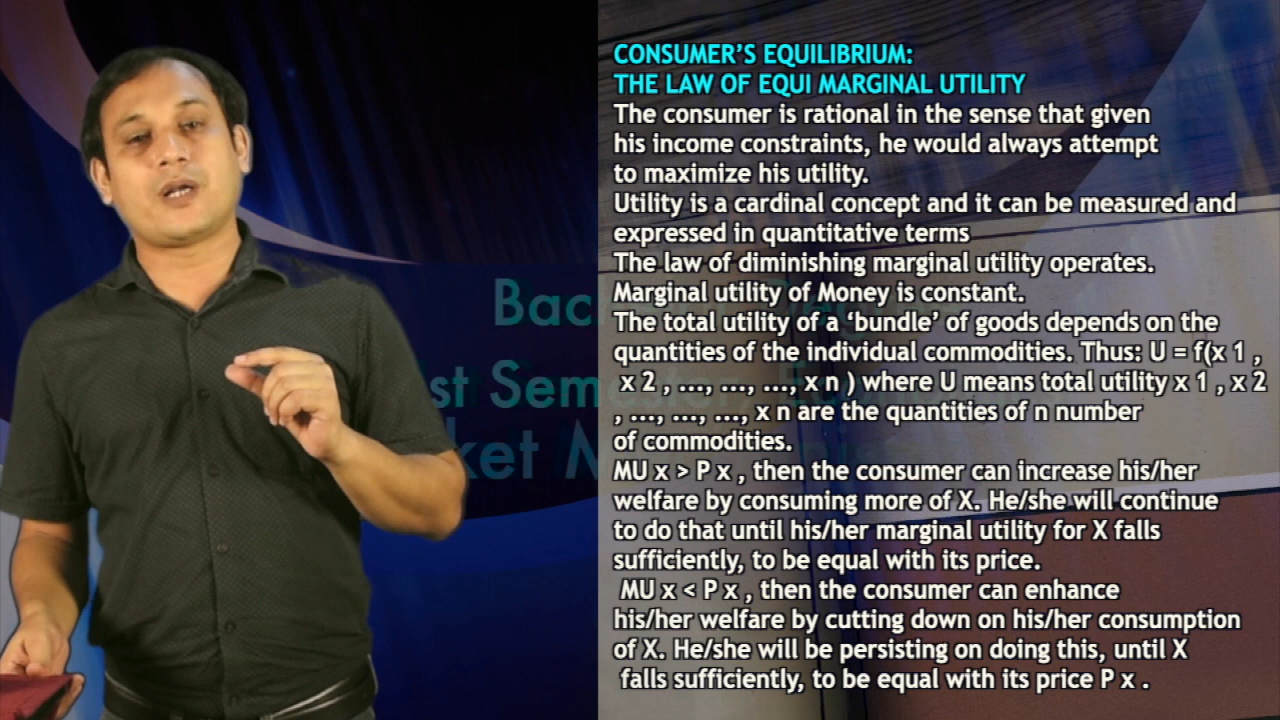 CONSUMER'S EQUILIBRIUM:
THE LAW OF EQUI MARGINAL UTILITY
The consumer is rational in the sense that given
his income constraints, he would always attempt
to maximize his utility.
Utility is a cardinal concept and it can be measured and
expressed in quantitative terms
The law of diminishing marginal utility operates.
Marginal utility of Money is constant.
The total utility of a ‘bundle’ of goods depends on the
quantities of the individual commodities. Thus: U = f(x 1 ,
x 2 , ..., ..., ..., x n ) where U means total utility x 1 , x 2
, ..., ..., ..., x n are the quantities of n number
of commodities.
MU x > P x , then the consumer can increase his/her
welfare by consuming more of X. He/she will continue
to do that until his/her marginal utility for X falls
sufficiently, to be equal with its price.
MU x < P x , then the consumer can enhance
his/her welfare by cutting down on his/her consumption
of X. He/she will be persisting on doing this, until X
falls sufficiently, to be equal with its price P x .